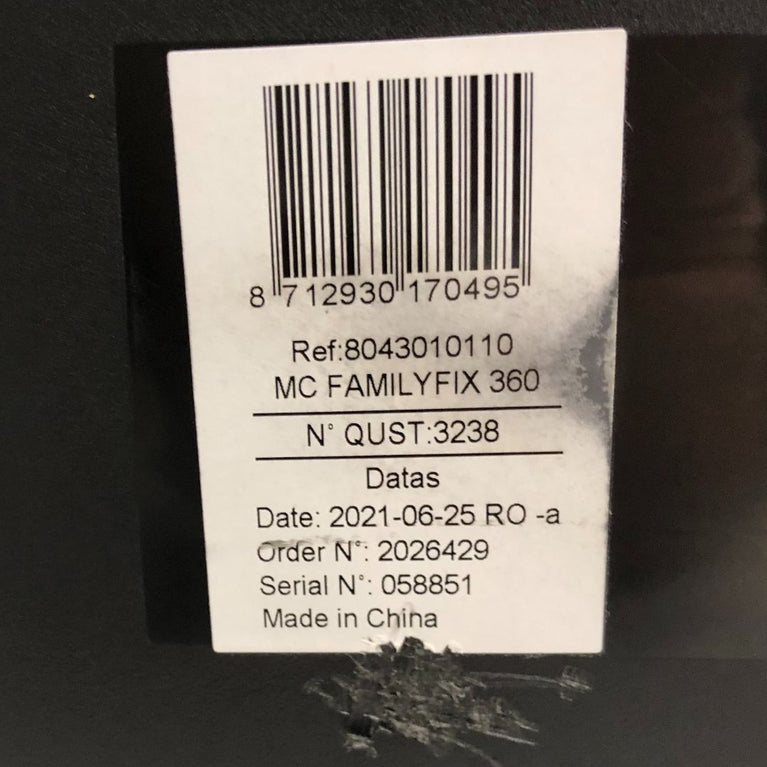 8 712930 170495
Ref:8043010110
MC FAMILYFIX 360
N° QUST:3238
Datas
Date: 2021-06-25 RO -a
Order N°: 2026429
Serial N°: 058851
Made in China